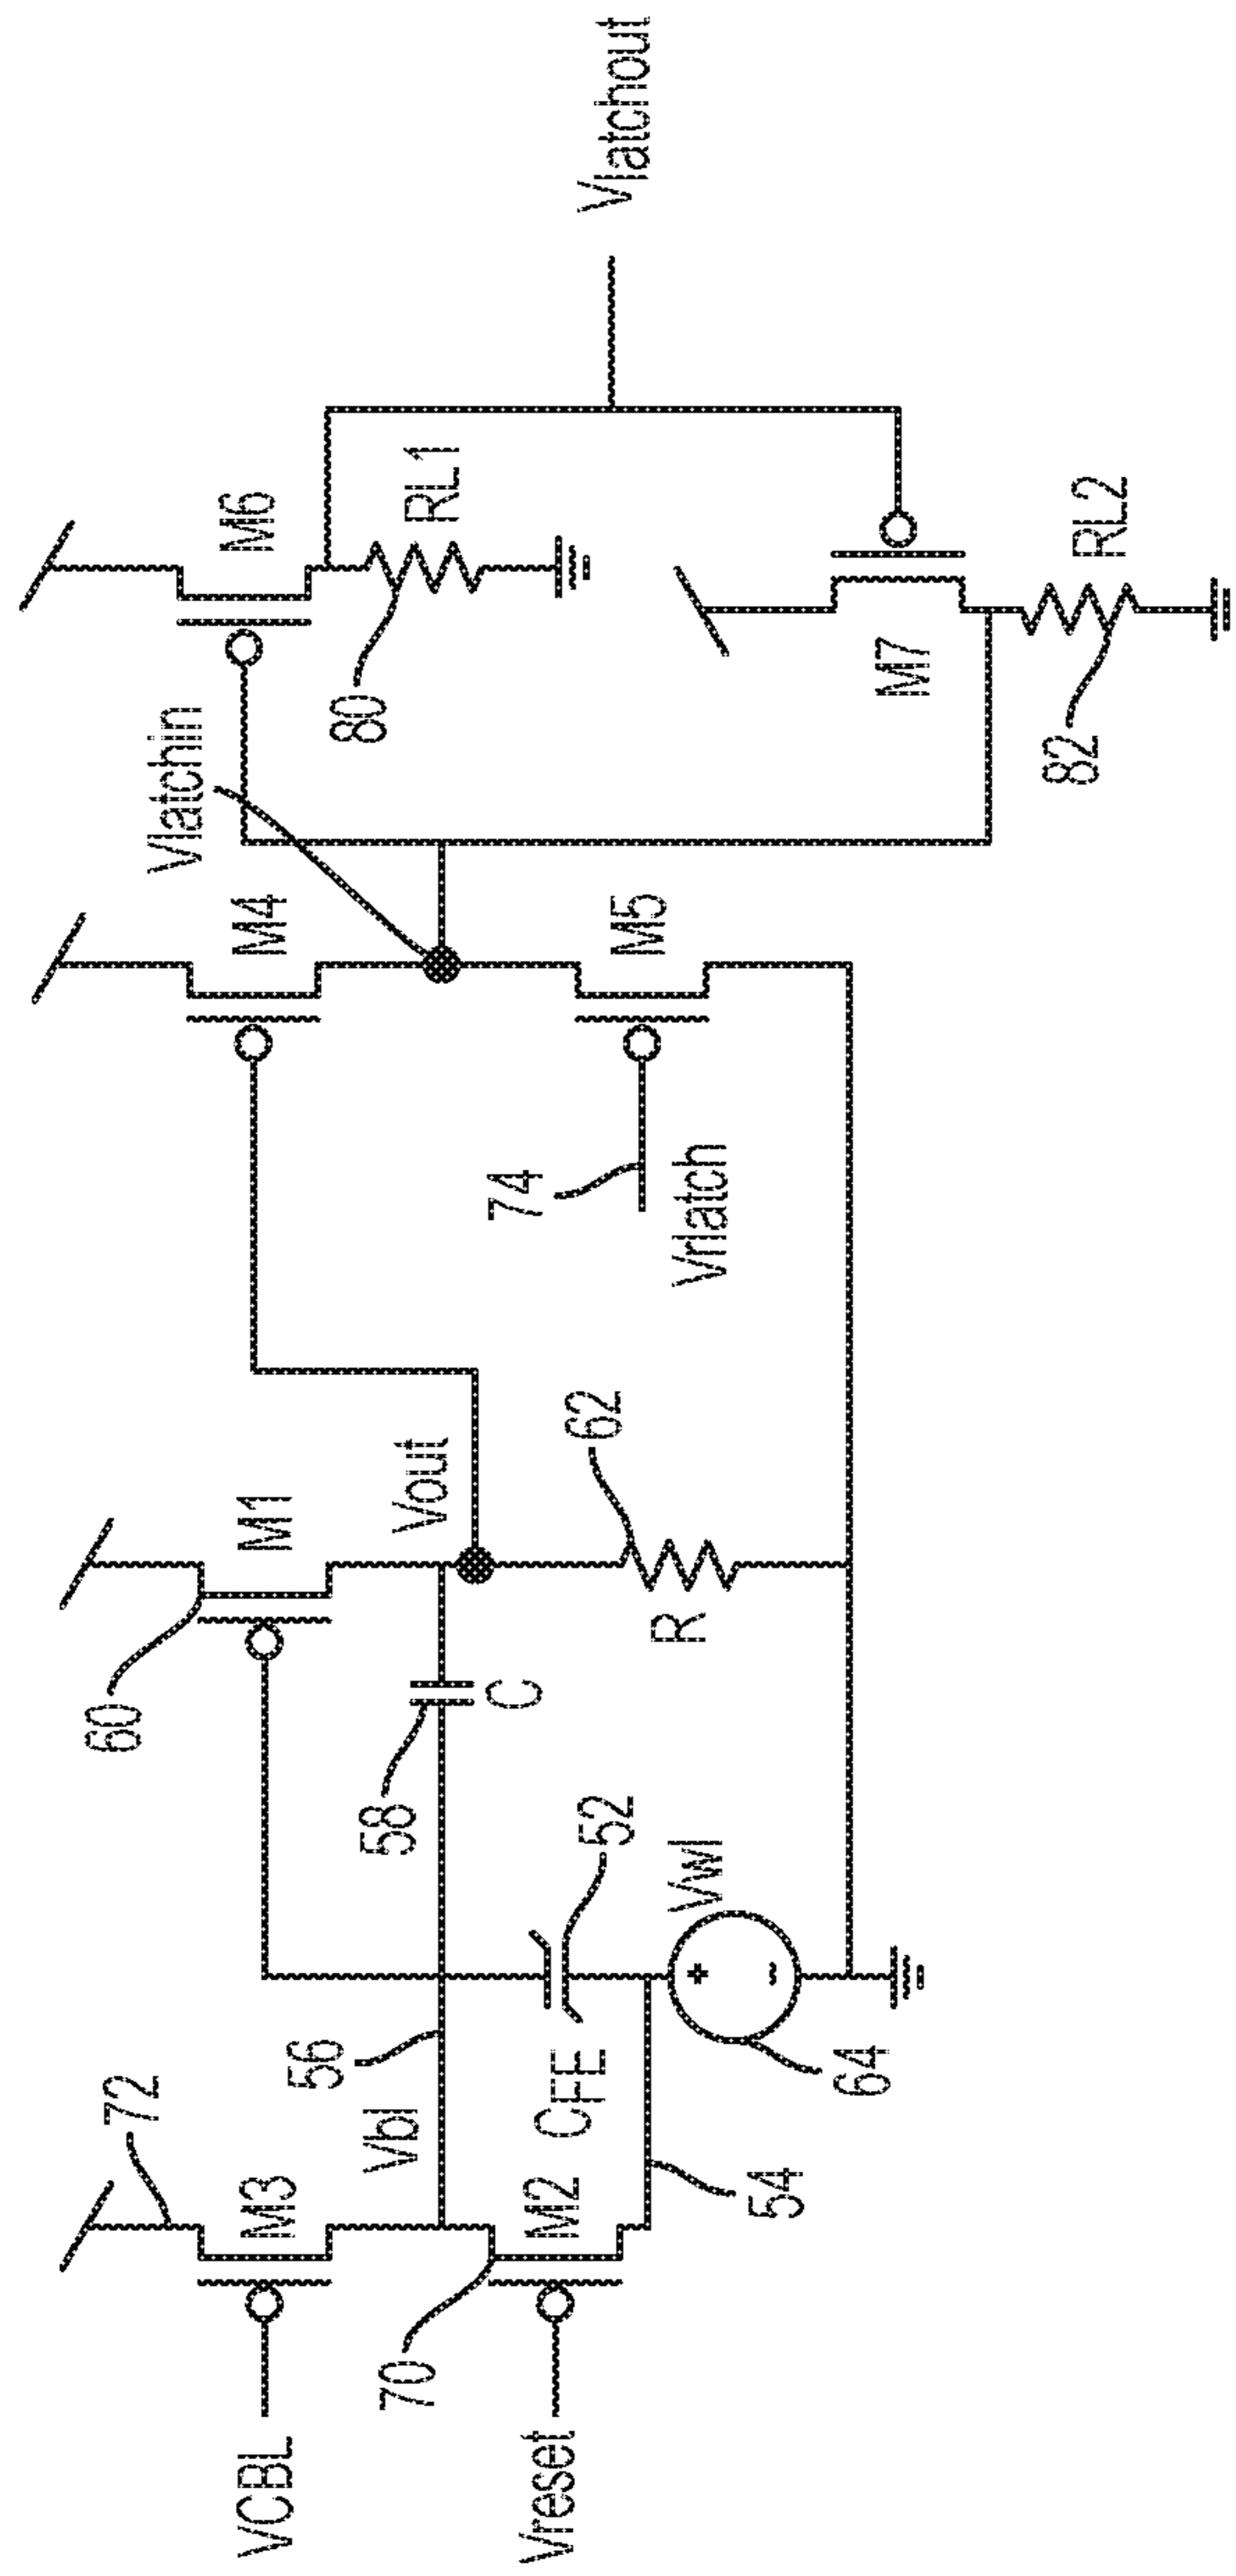 VCBL
Vreset
72
M3
70
M2
Vbl
56
54
CFE
52
Vwl
64
58
C
60
M1
Vout
R
62
74
Vrlatch
M4
M5
Vlatchin
M6
80
RL1
M7
82
RL2
Vlatchout